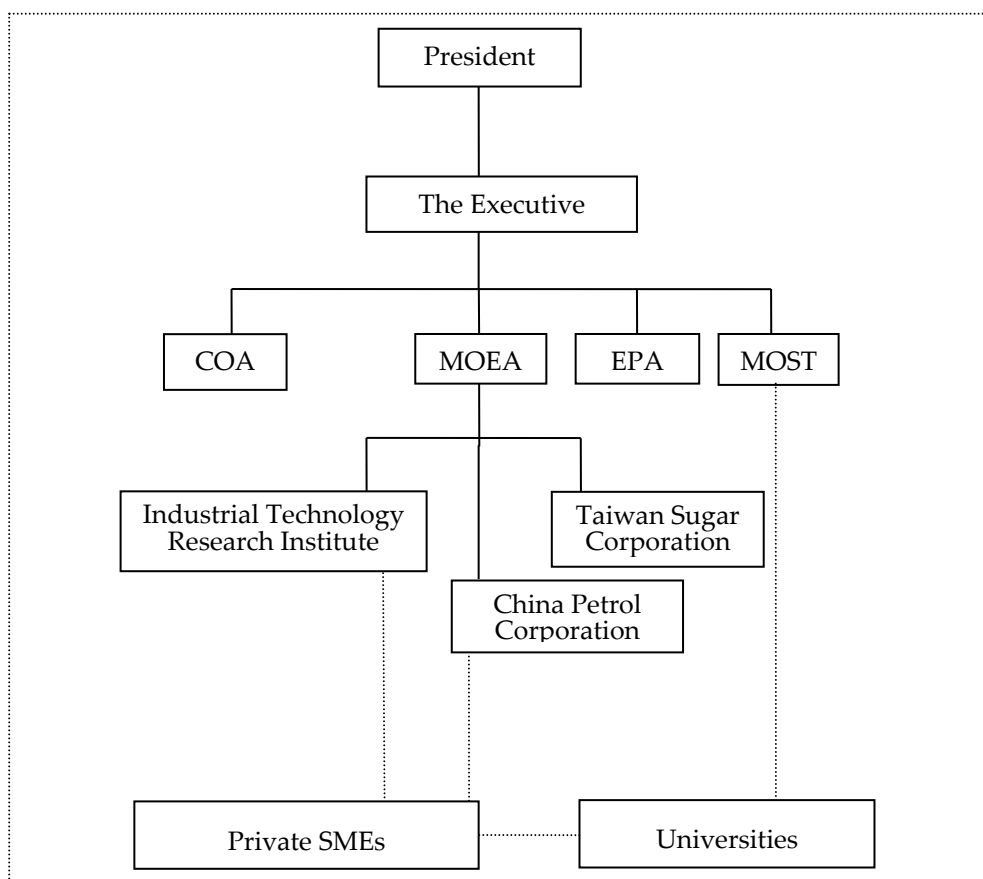 President
The Executive
COA
MOEA
EPA
MOST
Industrial Technology
Research Institute
Taiwan Sugar
Corporation
China Petrol
Corporation
Private SMEs
Universities